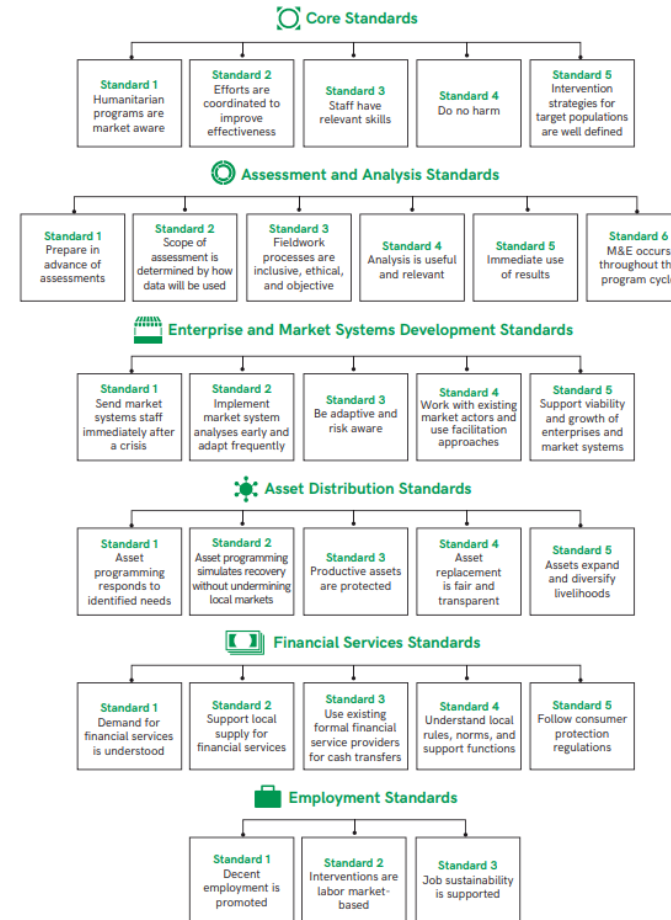 Core Standards
Standard 1
Humanitarian
programs are
market aware
Standard 2
Efforts are
coordinated to
improve
effectiveness
Standard 3
Staff have
relevant skills
Standard 4
Do no harm
Standard 5
Intervention
strategies for
target populations
are well defined
Assessment and Analysis Standards
Standard 1
Prepare in
advance of
assessments
Standard 2
Scope of
assessment is
determined by how
data will be used
Standard 3
Fieldwork
processes are
inclusive, ethical,
and objective
Standard 4
Analysis is useful
and relevant
Standard 5
Immediate use
of results
Standard 6
M&E occurs
throughout th
program cycl
Enterprise and Market Systems Development Standards
Standard 1
Send market
systems staff
immediately after
a crisis
Standard 2
Implement
market system
analyses early and
adapt frequently
Standard 3
Be adaptive and
risk aware
Standard 4
Work with existing
market actors and
use facilitation
approaches
Standard 5
Support viability
and growth of
enterprises and
market systems
Asset Distribution Standards
Standard 1
Asset
programming
responds to
identified needs
Standard 2
Asset programming
simulates recovery
without undermining
local markets
Standard 3
Productive assets
are protected
Standard 4
Asset
replacement
is fair and
transparent
Standard 5
Assets expand
and diversify
livelihoods
Financial Services Standards
Standard 1
Demand for
financial services
is understood
Standard 2
Support local
supply for
financial services
Standard 3
Use existing
formal financial
service providers
for cash transfers
Standard 4
Understand local
rules, norms, and
support functions
Standard 5
Follow consumer
protection
regulations
Employment Standards
Standard 1
Decent
employment is
promoted
Standard 2
Interventions are
labor market-
based
Standard 3
Job sustainability
is supported